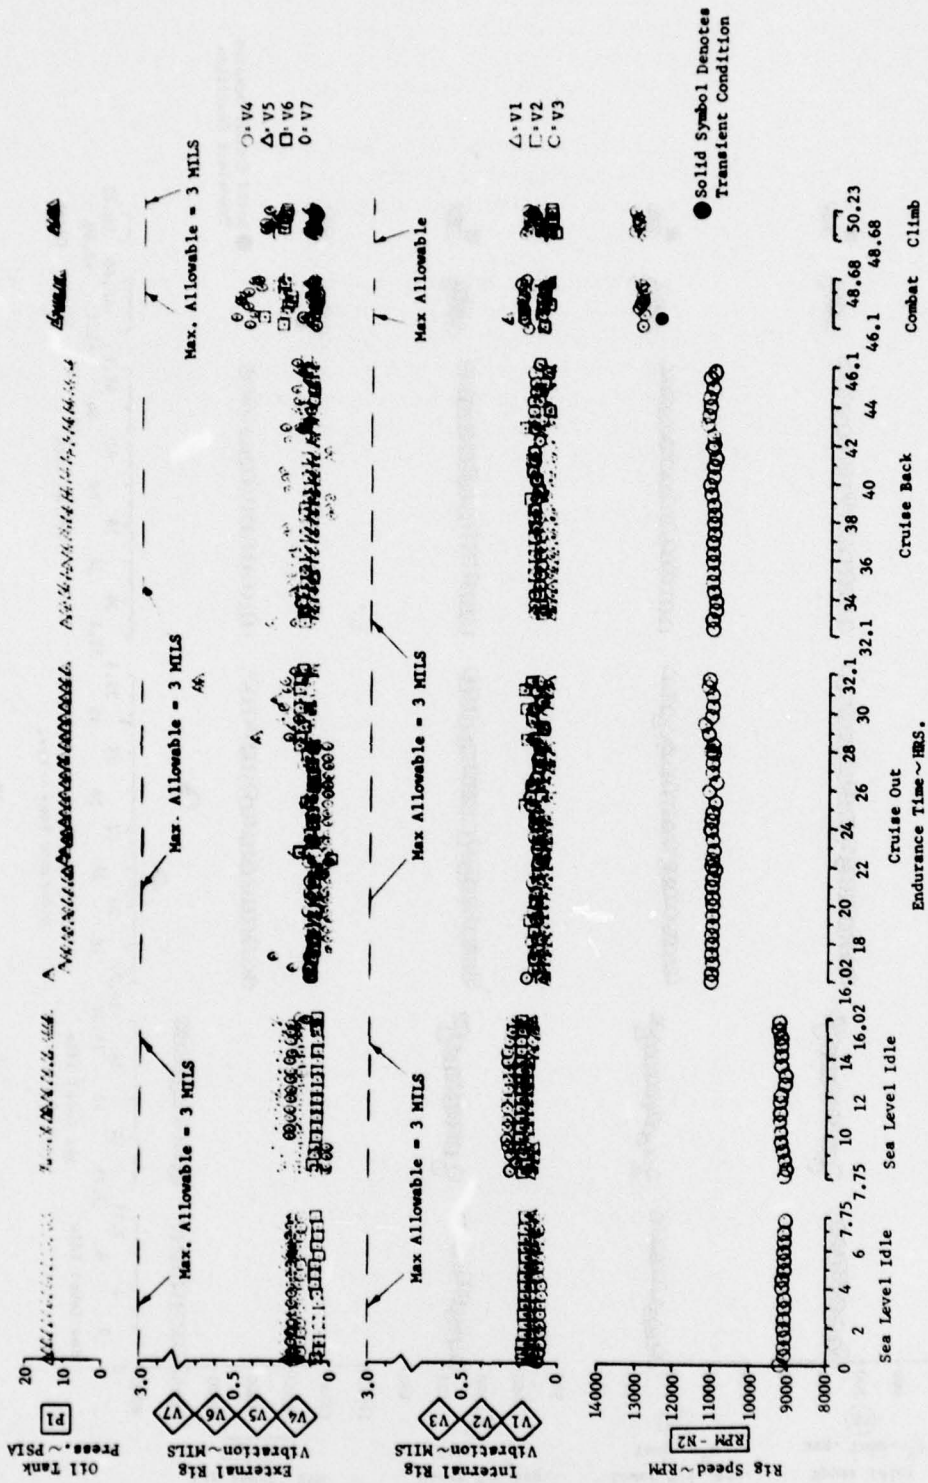 Oil Tank
Press. ~ PSIA
P1
20
10
0
External Rig
Vibration~MILS
V7
V6
V5
V4
3.0
0.5
0
Max. Allowable = 3 MILS
Max. Allowable = 3 MILS
Max. Allowable = 3 MILS
Max. Allowable = 3 MILS
O = V4
Δ = V5
□ = V6
O = V7
Internal Rig
Vibration~MILS
V3
V2
V1
3.0
0.5
0
Max Allowable = 3 MILS
Max Allowable = 3 MILS
Max Allowable = 3 MILS
Max Allowable
Δ = V1
□ = V2
O = V3
Rig Speed~RPM
RPM - N2
14000
13000
12000
11000
10000
9000
8000
● Solid Symbol Denotes
Transient Condition
0 2 4 6 7.75
Sea Level Idle
7.75 10 12 14 16.02
Sea Level Idle
16.02 18 20 22 24 26 28 30 32.1
Cruise Out
32.1 34 36 38 40 42 44 46.1
Cruise Back
46.1 48.68
Combat
48.68 50.23
Climb
Endurance Time~HRS.